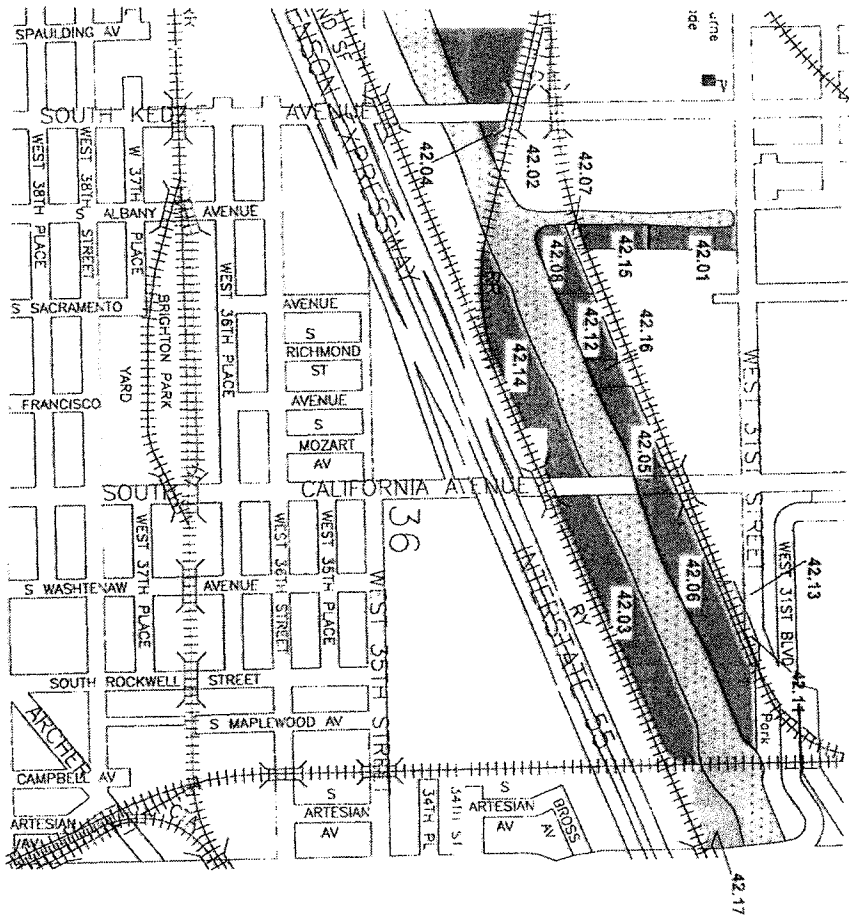 SPAULDING AV
SOUTH KEDZIE AVENUE
WEST 38TH PLACE
WEST 38TH STREET
W 37TH PLACE
S ALBANY AVENUE
WEST 36TH PLACE
S SACRAMENTO AVENUE
BRIGHTON PARK
YARD
S RICHMOND ST
FRANCISCO AVENUE
S MOZART AV
SOUTH CALIFORNIA AVENUE
WEST 37TH PLACE
WEST 36TH STREET
WEST 35TH PLACE
S WASHTENAW AVENUE
WEST 35TH STREET
36
SOUTH ROCKWELL STREET
S MAPLEWOOD AV
ARCHER
CAMPBELL AV
ARTESIAN
AV
S ARTESIAN AV
34TH PL
34TH ST
S ARTESIAN AV
BROSS AV
EXPRESSWAY
INTERSTATE 55
SF
RY
RR
WEST 31ST STREET
WEST 31ST BLVD
Park
42.04
42.02
42.07
42.08
42.15
42.01
42.14
42.12
42.16
42.05
42.06
42.03
42.13
42.11
42.17